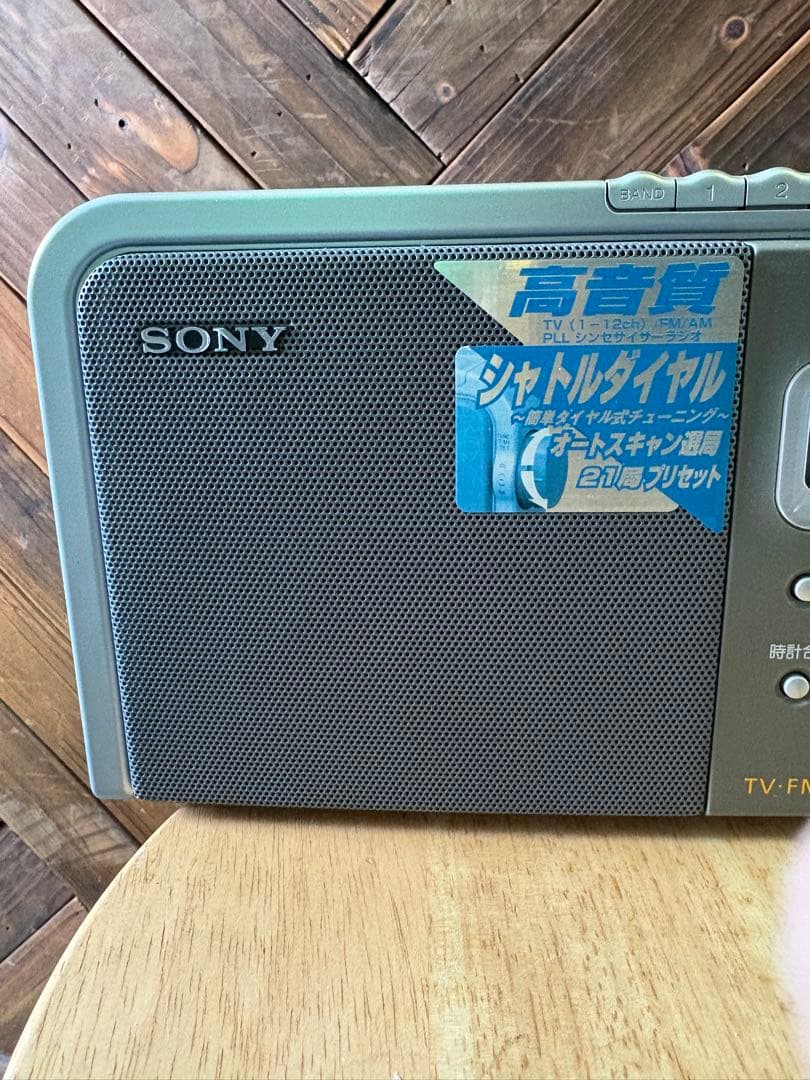 BAND 1 2
SONY
高音質
TV (1-12ch)/FM/AM
PLL シンセサイザーラジオ
シャトルダイヤル
~簡単ダイヤル式チューニング~
オートスキャン選局
21局プリセット
時計合
TV·FM